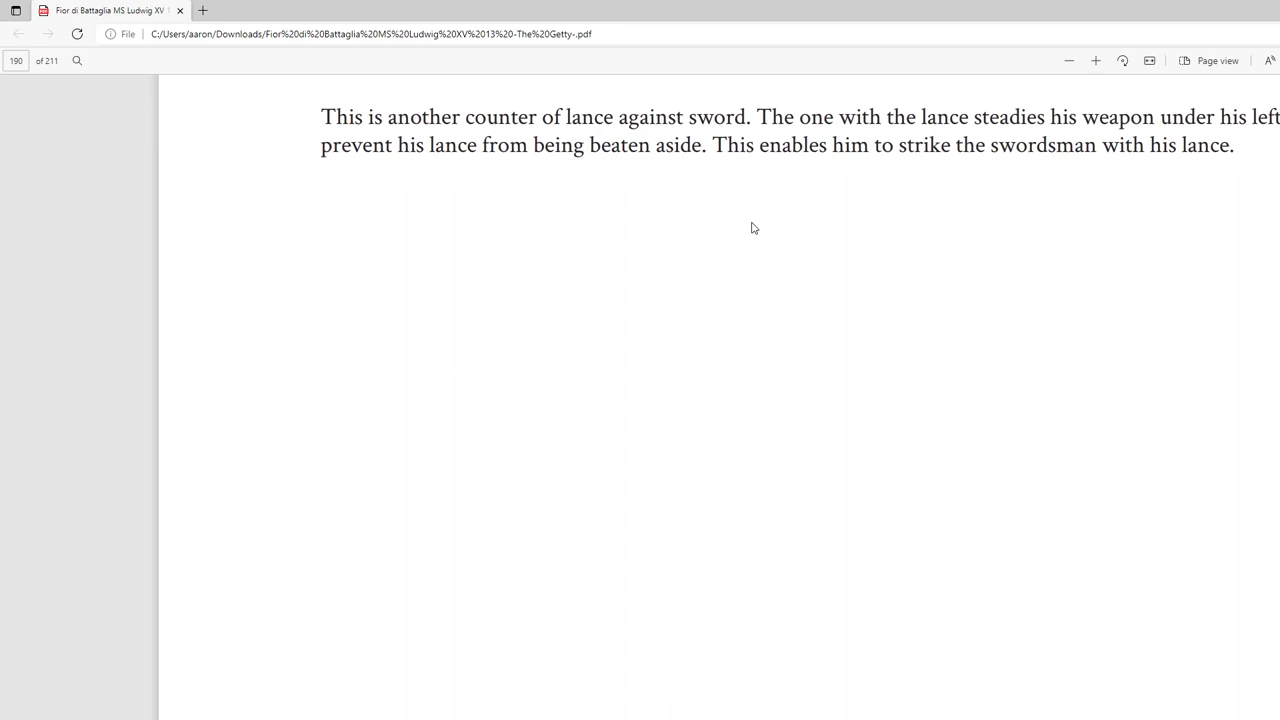 Fior di Battaglia MS Ludwig XV 1
File C:/Users/aaron/Downloads/Fior%20di%20Battaglia%20MS%20Ludwig%20XV%2013%20-The%20Getty-.pdf
190 of 211 Page view
This is another counter of lance against sword. The one with the lance steadies his weapon under his left
prevent his lance from being beaten aside. This enables him to strike the swordsman with his lance.